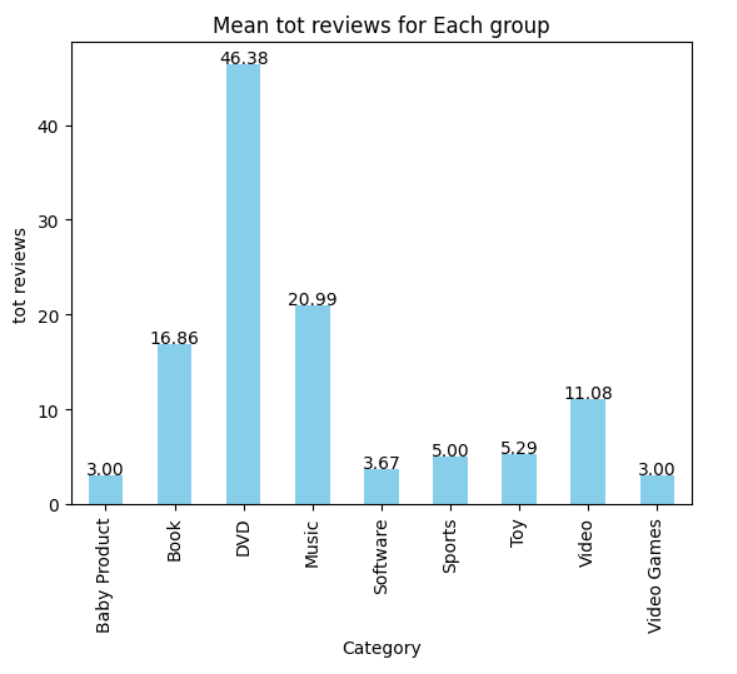 Mean tot reviews for Each group
46.38
40
30
tot reviews
20.99
20
16.86
11.08
10
5.29
5.00
3.67
3.00
3.00
0
Baby Product
Book
DVD
Music
Software
Sports
Toy
Video
Video Games
Category